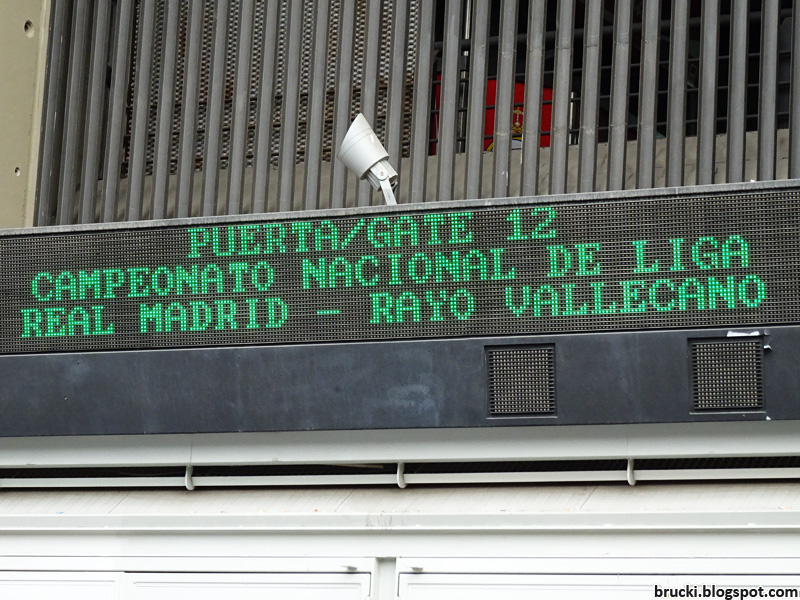 PUERTA/GATE 12
CAMPEONATO NACIONAL DE LIGA
REAL MADRID - RAYO VALLECANO
brucki.blogspot.com